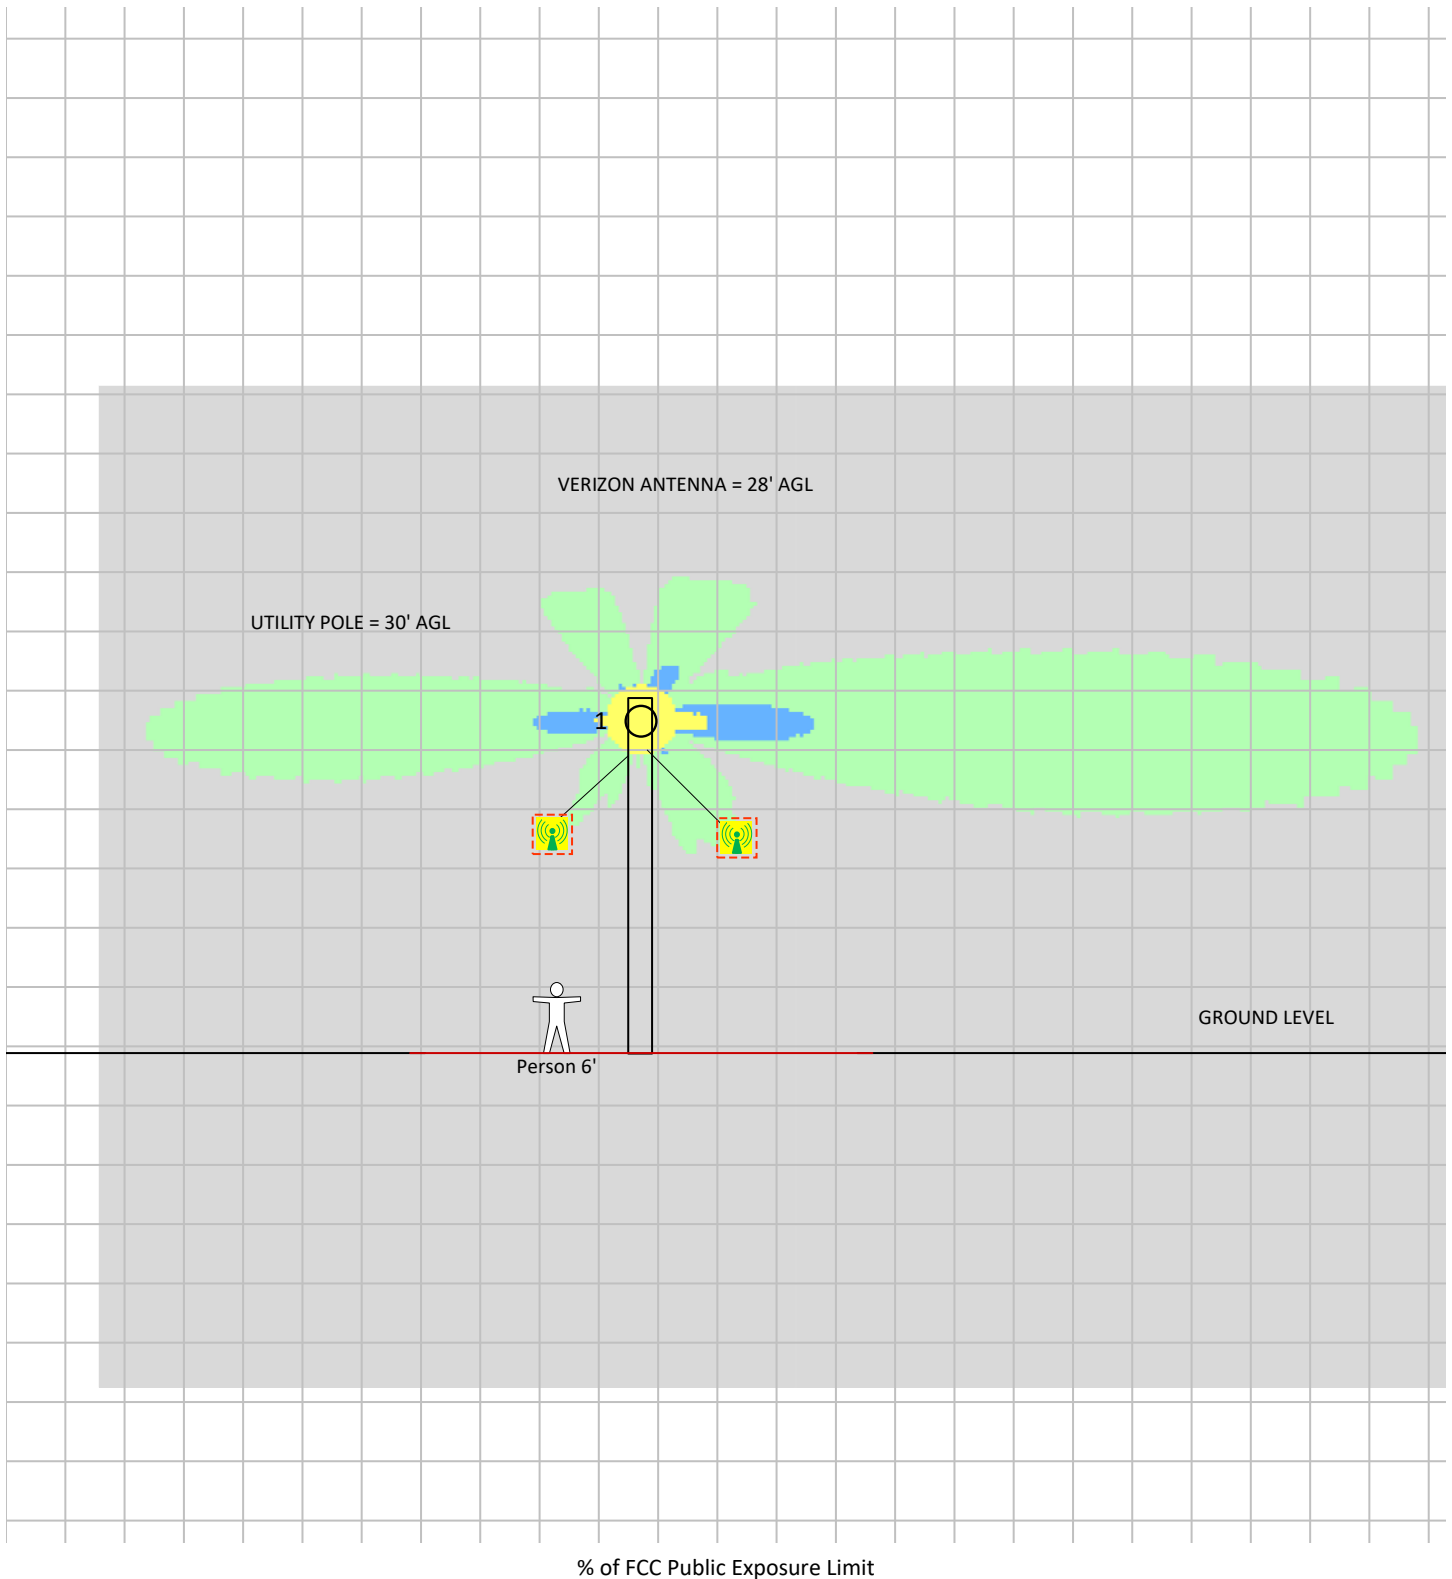 VERIZON ANTENNA = 28' AGL
UTILITY POLE = 30' AGL
1
GROUND LEVEL
Person 6'
% of FCC Public Exposure Limit